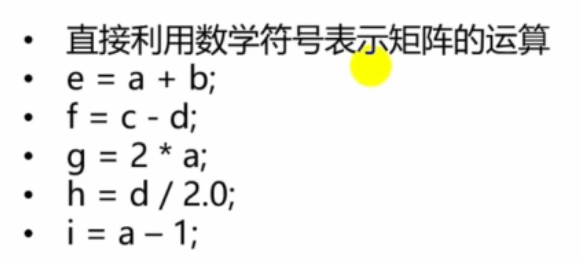 • 直接利用数学符号表示矩阵的运算
• e = a + b;
• f = c - d;
• g = 2 * a;
• h = d / 2.0;
• i = a – 1;